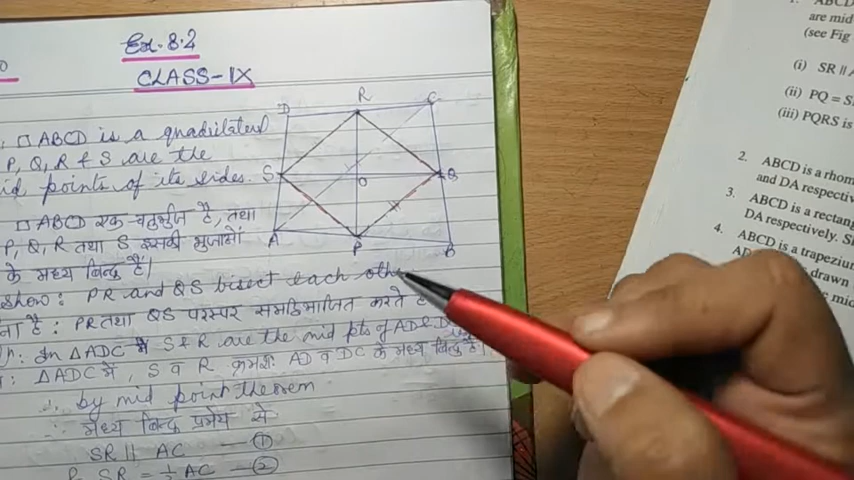 Ex. 8.2
CLASS-IX
□ABCD is a quadrilateral
P, Q, R & S are the
mid points of its sides.
□ABCD एक चतुर्भुज है, तथा
P, Q, R तथा S इसकी भुजाओं
के मध्य बिन्दु हैं।
show: PR and QS bisect each other
ना है : PR तथा QS परस्पर समद्विभाजित करते है
In △ADC S & R are the mid pts of AD & D
△ADC में, S व R क्रमशः AD व DC के मध्य बिन्दु है।
∴ by mid point theorem
∴ मध्य बिन्दु प्रमेय से
SR || AC — ①
& SR = ½ AC — ②
D R C
S O Q
A P B
1. ABCD
are mid
(see Fig
(i) SR || A
(ii) PQ = S
(iii) PQRS is
2. ABCD is a rhom
and DA respectiv
3. ABCD is a rectang
DA respectively. S
4. ABCD is a trapeziu